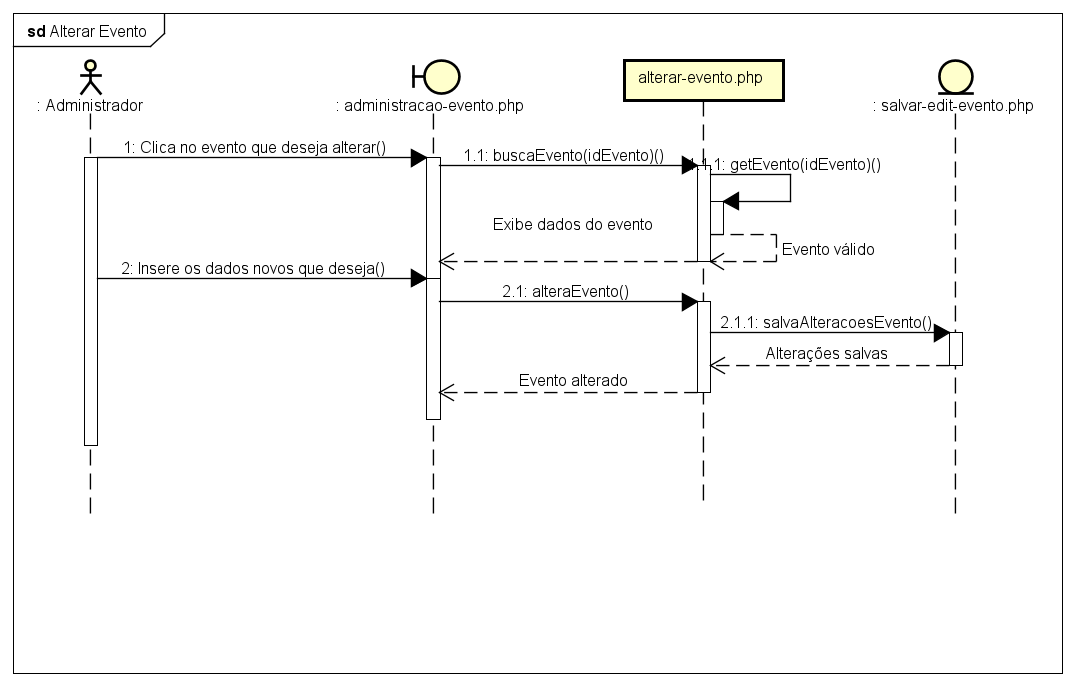 sd Alterar Evento
: Administrador
: administracao-evento.php
alterar-evento.php
: salvar-edit-evento.php
1: Clica no evento que deseja alterar()
1.1: buscaEvento(idEvento)()
1.1.1: getEvento(idEvento)()
Exibe dados do evento
Evento válido
2: Insere os dados novos que deseja()
2.1: alteraEvento()
2.1.1: salvaAlteracoesEvento()
Alterações salvas
Evento alterado